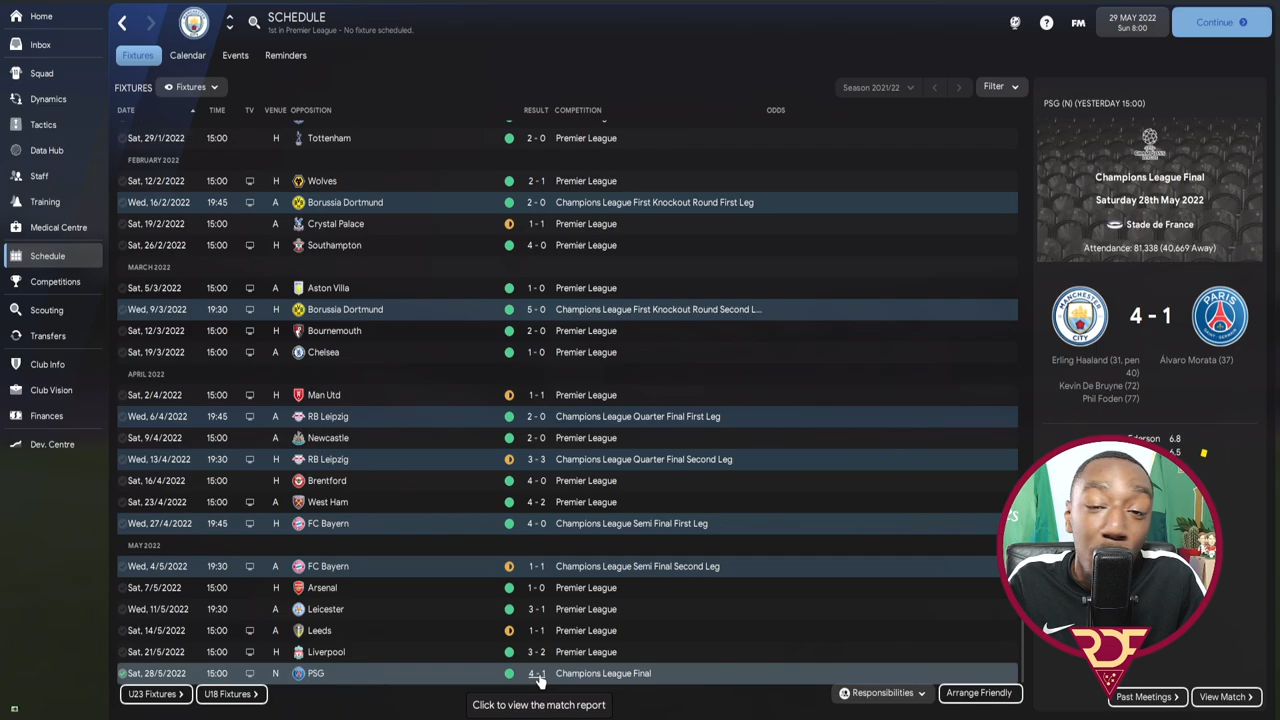 Home
Inbox
Squad
Dynamics
Tactics
Data Hub
Staff
Training
Medical Centre
Schedule
Competitions
Scouting
Transfers
Club Info
Club Vision
Finances
Dev. Centre
SCHEDULE
1st in Premier League - No fixture scheduled.
FM
29 MAY 2022
Sun 8:00
Continue
Fixtures Calendar Events Reminders
FIXTURES Fixtures Season 2021/22 Filter
DATE TIME TV VENUE OPPOSITION RESULT COMPETITION ODDS
Sat, 29/1/2022 15:00 H Tottenham 2 - 0 Premier League
FEBRUARY 2022
Sat, 12/2/2022 15:00 H Wolves 2 - 1 Premier League
Wed, 16/2/2022 19:45 A Borussia Dortmund 2 - 0 Champions League First Knockout Round First Leg
Sat, 19/2/2022 15:00 A Crystal Palace 1 - 1 Premier League
Sat, 26/2/2022 15:00 H Southampton 4 - 0 Premier League
MARCH 2022
Sat, 5/3/2022 15:00 A Aston Villa 1 - 0 Premier League
Wed, 9/3/2022 19:30 H Borussia Dortmund 5 - 0 Champions League First Knockout Round Second L...
Sat, 12/3/2022 15:00 H Bournemouth 2 - 0 Premier League
Sat, 19/3/2022 15:00 A Chelsea 1 - 0 Premier League
APRIL 2022
Sat, 2/4/2022 15:00 H Man Utd 1 - 1 Premier League
Wed, 6/4/2022 19:45 A RB Leipzig 2 - 0 Champions League Quarter Final First Leg
Sat, 9/4/2022 15:00 A Newcastle 2 - 0 Premier League
Wed, 13/4/2022 19:30 H RB Leipzig 3 - 3 Champions League Quarter Final Second Leg
Sat, 16/4/2022 15:00 H Brentford 4 - 0 Premier League
Sat, 23/4/2022 15:00 A West Ham 4 - 2 Premier League
Wed, 27/4/2022 19:45 H FC Bayern 4 - 0 Champions League Semi Final First Leg
MAY 2022
Wed, 4/5/2022 19:30 A FC Bayern 1 - 1 Champions League Semi Final Second Leg
Sat, 7/5/2022 15:00 H Arsenal 1 - 0 Premier League
Wed, 11/5/2022 19:30 A Leicester 3 - 1 Premier League
Sat, 14/5/2022 15:00 A Leeds 1 - 1 Premier League
Sat, 21/5/2022 15:00 H Liverpool 3 - 2 Premier League
Sat, 28/5/2022 15:00 N PSG 4 - 1 Champions League Final
U23 Fixtures > U18 Fixtures > Responsibilities Arrange Friendly
Click to view the match report
PSG (N) (YESTERDAY 15:00)
CHAMPIONS LEAGUE
Champions League Final
Saturday 28th May 2022
Stade de France
Attendance: 81,338 (40,669 Away)
MANCHESTER
CITY
4 - 1
PARIS
SAINT-GERMAIN
Erling Haaland (31, pen
40)
Kevin De Bruyne (72)
Phil Foden (77)
Álvaro Morata (37)
Ederson 6.8
6.5
RDF
Past Meetings > View Match >